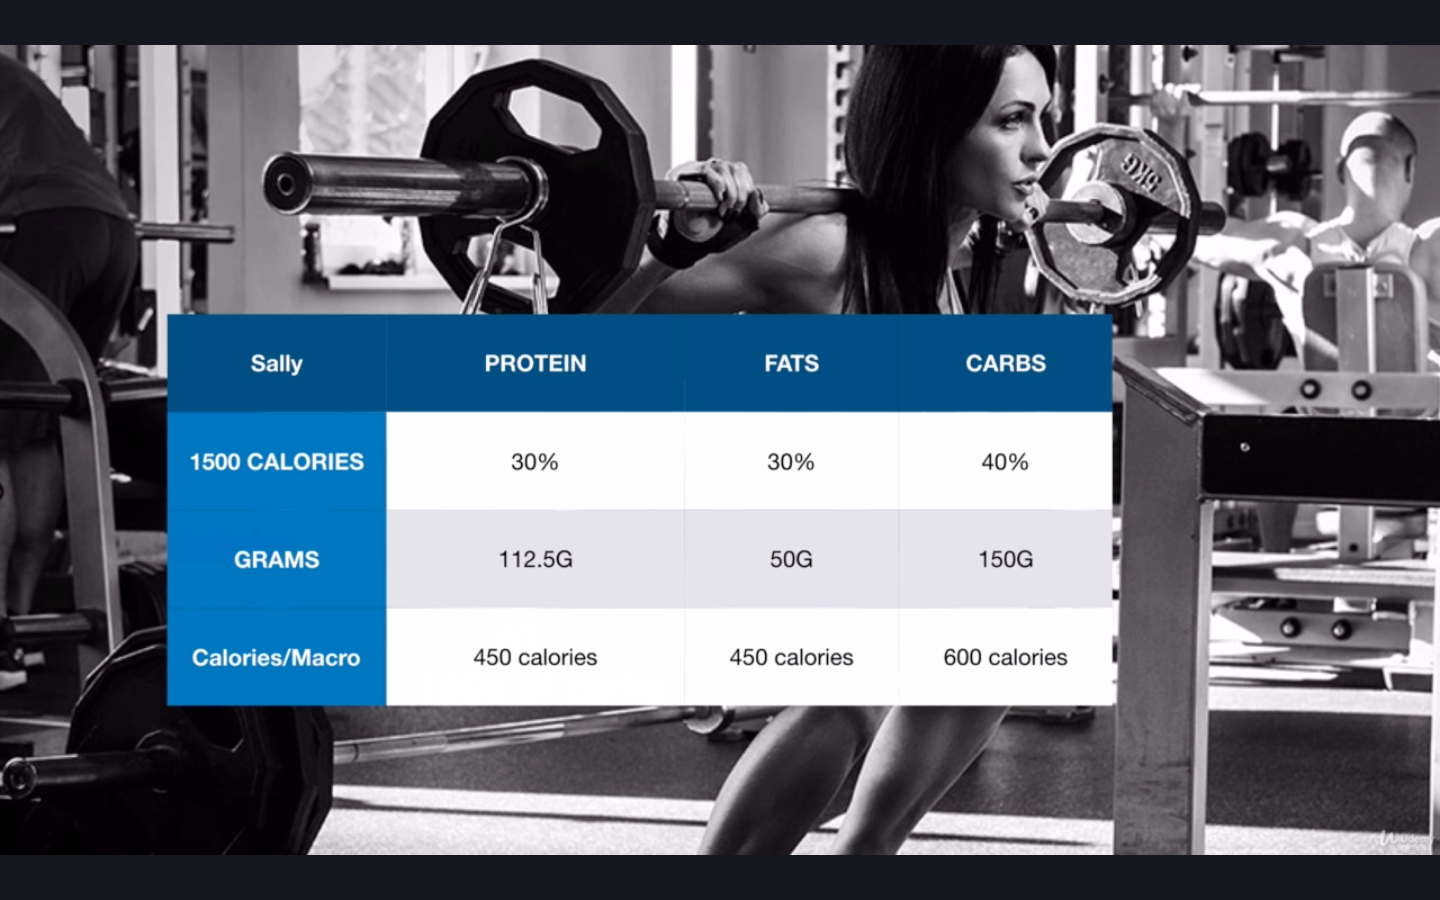 5KG
Sally PROTEIN FATS CARBS
1500 CALORIES 30% 30% 40%
GRAMS 112.5G 50G 150G
Calories/Macro 450 calories 450 calories 600 calories
Udemy